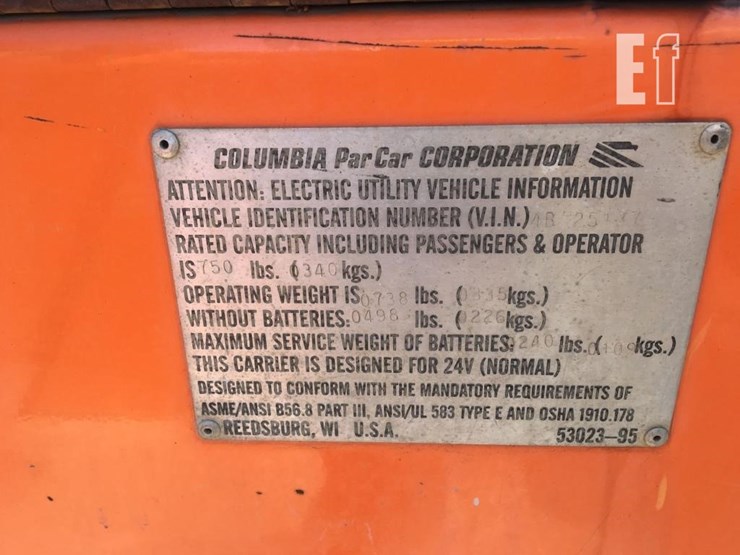 Ef
COLUMBIA ParCar CORPORATION
ATTENTION: ELECTRIC UTILITY VEHICLE INFORMATION
VEHICLE IDENTIFICATION NUMBER (V.I.N.)
RATED CAPACITY INCLUDING PASSENGERS & OPERATOR
IS 750 lbs. (340 kgs.)
OPERATING WEIGHT IS 0738 lbs. (0335 kgs.)
WITHOUT BATTERIES: 0498 lbs. (0226 kgs.)
MAXIMUM SERVICE WEIGHT OF BATTERIES: 240 lbs. ( kgs.)
THIS CARRIER IS DESIGNED FOR 24V (NORMAL)
DESIGNED TO CONFORM WITH THE MANDATORY REQUIREMENTS OF
ASME/ANSI B56.8 PART III, ANSI/UL 583 TYPE E AND OSHA 1910.178
REEDSBURG, WI U.S.A. 53023-95